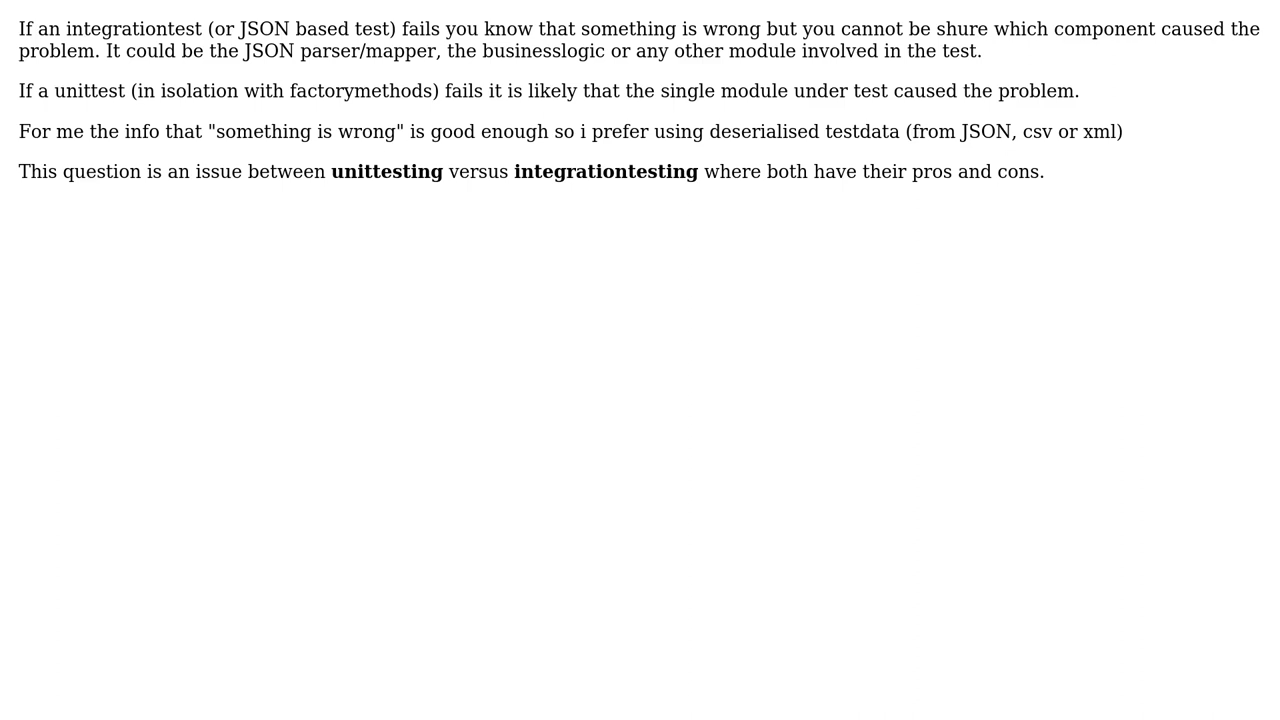 If an integrationtest (or JSON based test) fails you know that something is wrong but you cannot be shure which component caused the
problem. It could be the JSON parser/mapper, the businesslogic or any other module involved in the test.
If a unittest (in isolation with factorymethods) fails it is likely that the single module under test caused the problem.
For me the info that "something is wrong" is good enough so i prefer using deserialised testdata (from JSON, csv or xml)
This question is an issue between unittesting versus integrationtesting where both have their pros and cons.